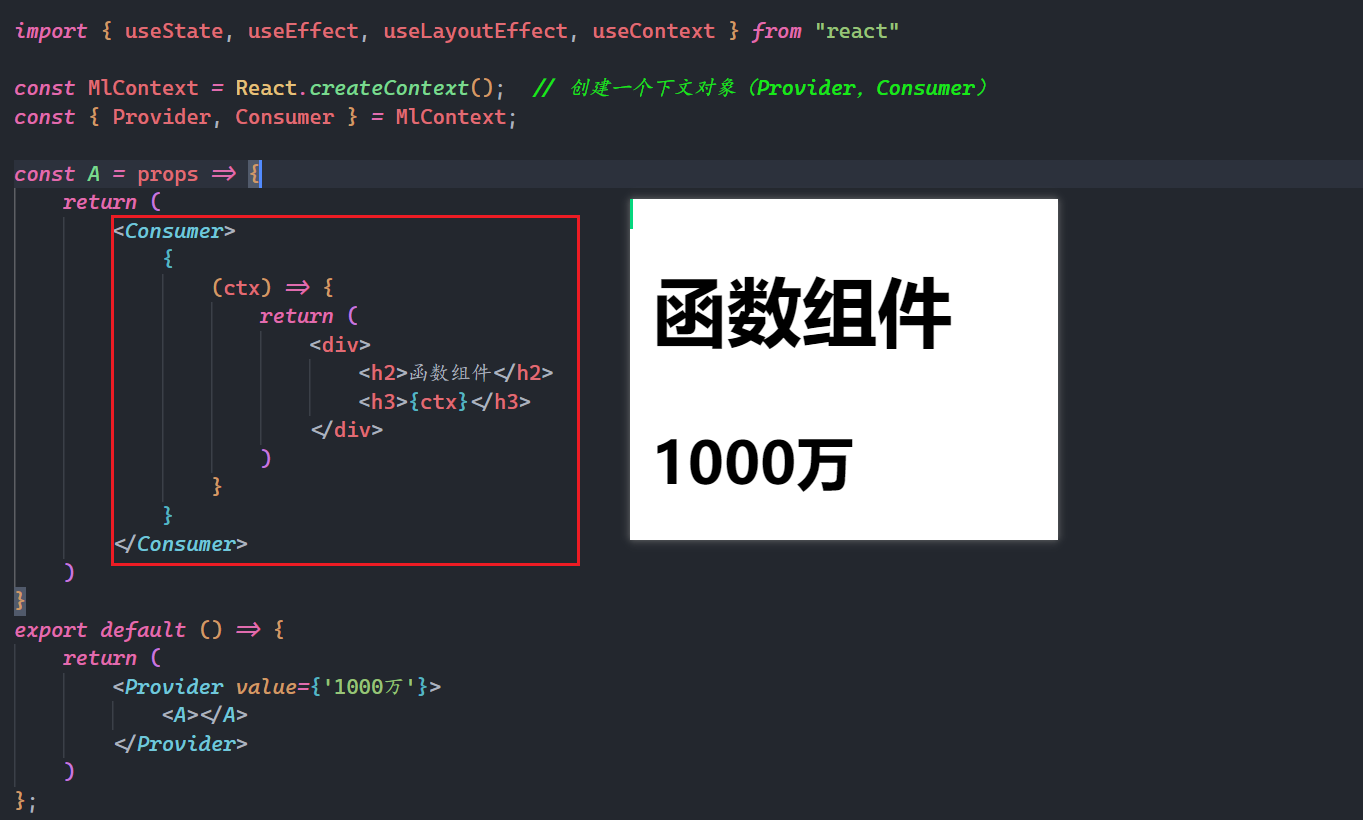 import { useState, useEffect, useLayoutEffect, useContext } from "react"
const MlContext = React.createContext(); // 创建一个下文对象（Provider，Consumer）
const { Provider, Consumer } = MlContext;
const A = props => {
return (
<Consumer>
{
(ctx) => {
return (
<div>
<h2>函数组件</h2>
<h3>{ctx}</h3>
</div>
)
}
}
</Consumer>
)
}
export default () => {
return (
<Provider value={'1000万'}>
<A></A>
</Provider>
)
};
函数组件
1000万